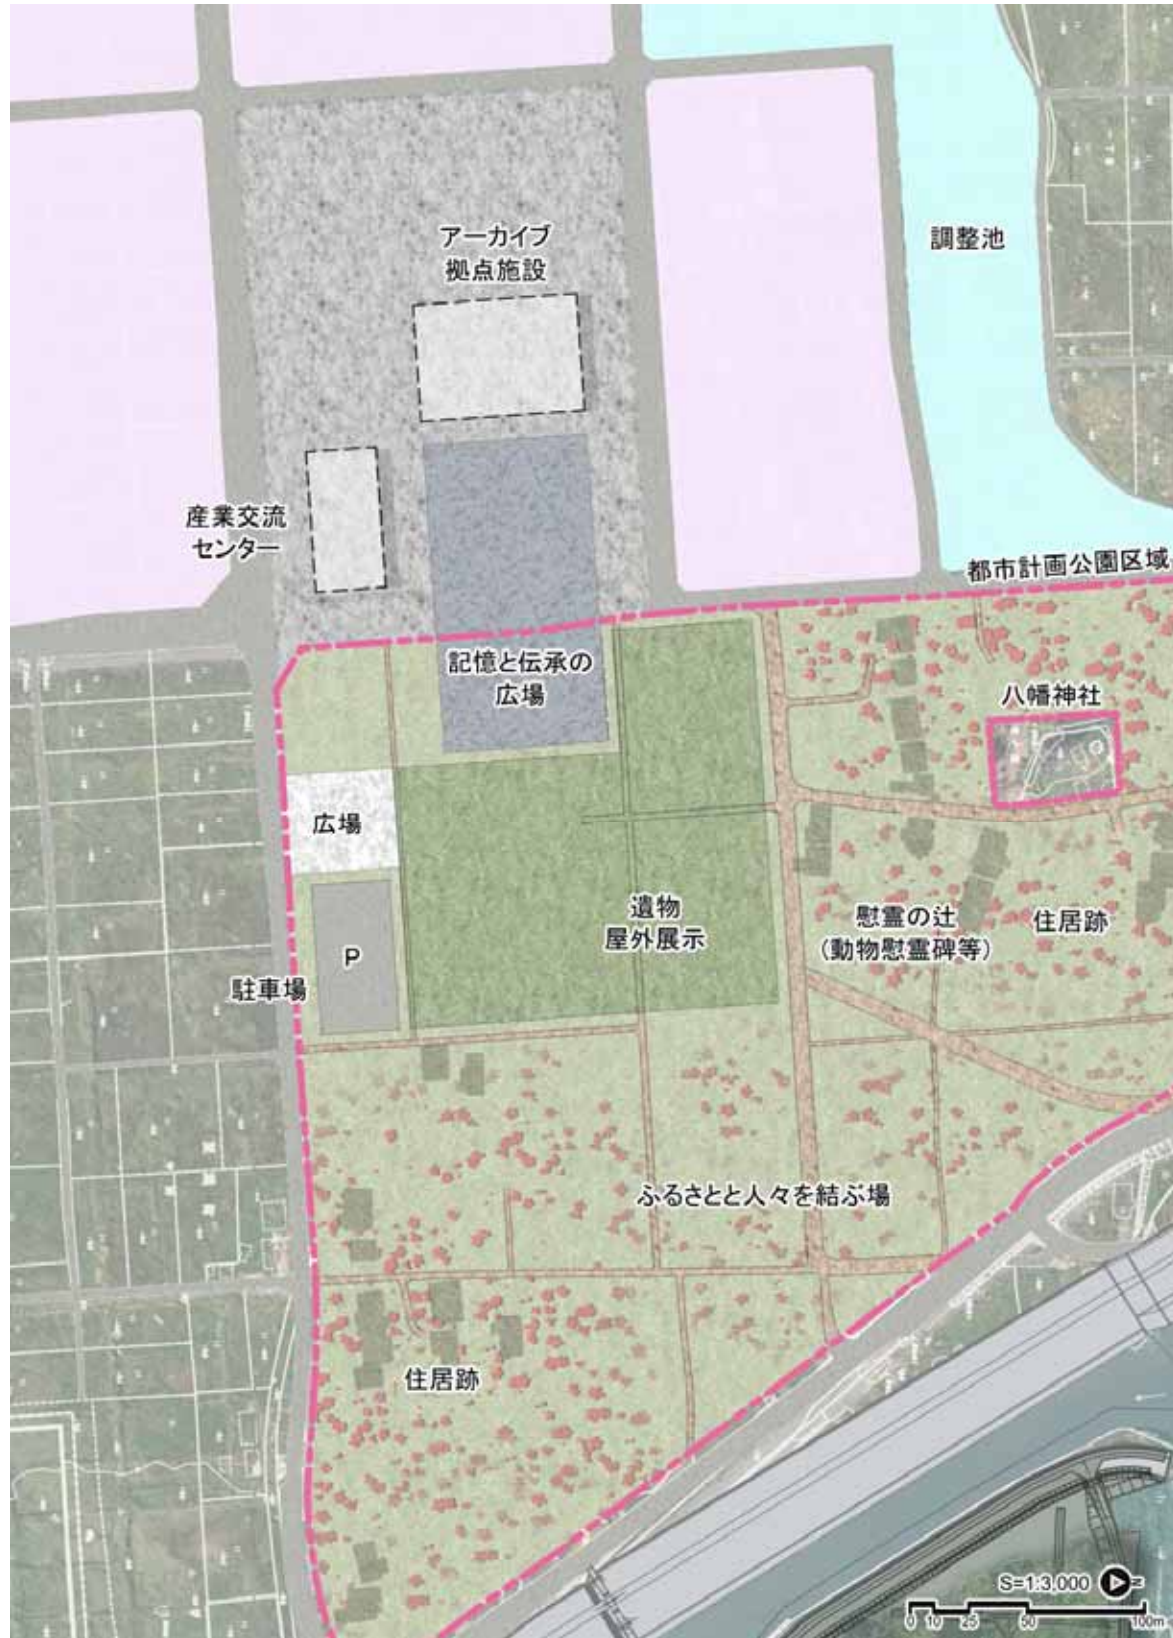 アーカイブ
拠点施設
調整池
産業交流
センター
都市計画公園区域
記憶と伝承の
広場
八幡神社
広場
遺物
屋外展示
慰霊の辻
(動物慰霊碑等)
住居跡
P
駐車場
ふるさとと人々を結ぶ場
住居跡
S=1:3,000
0 10 25 50 100m